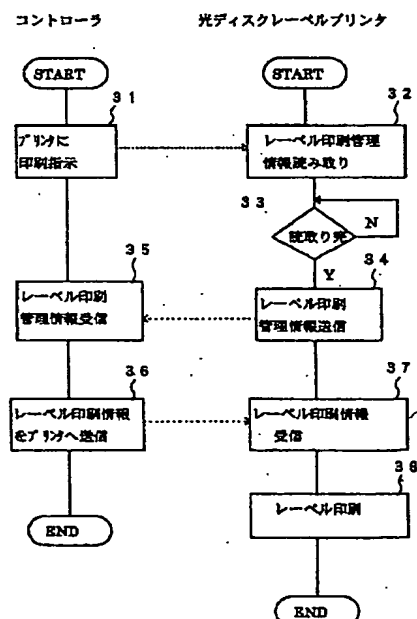 コントローラ 光ディスクレーベルプリンタ
START START
31 32
プリンタに
印刷指示
レーベル印刷管理
情報読み取り
33
読取り完 N
Y
35 34
レーベル印刷
管理情報受信
レーベル印刷
管理情報送信
36 37
レーベル印刷情報
をプリンタへ送信
レーベル印刷情報
受信
38
レーベル印刷
END
END